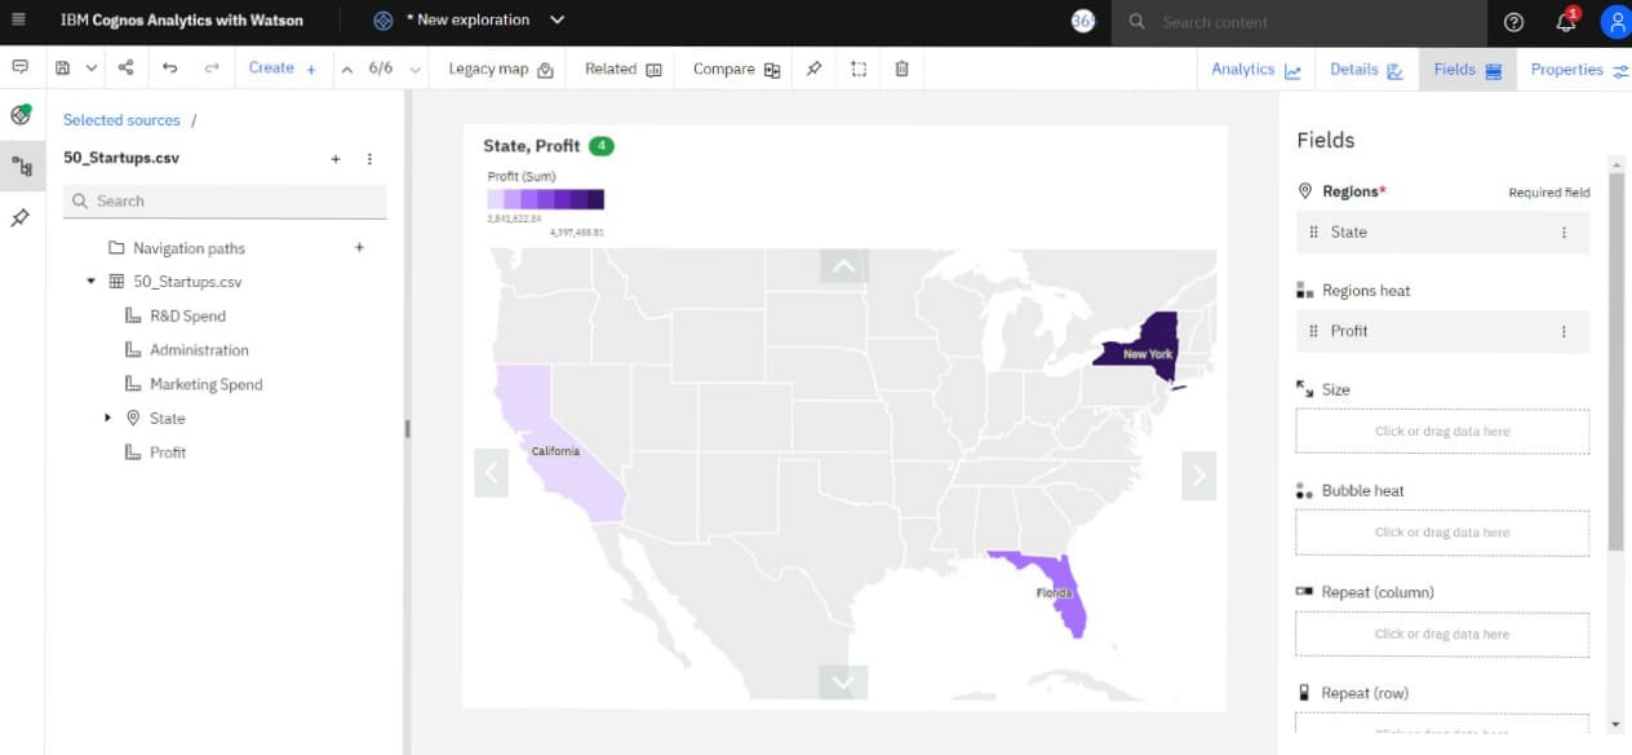 IBM Cognos Analytics with Watson
* New exploration
36
Search content
1
Create +
6/6
Legacy map
Related
Compare
Analytics
Details
Fields
Properties
Selected sources /
50_Startups.csv
Search
Navigation paths
50_Startups.csv
R&D Spend
Administration
Marketing Spend
State
Profit
State, Profit 4
Profit (Sum)
New York
California
Florida
Fields
Regions* Required field
State
Regions heat
Profit
Size
Click or drag data here
Bubble heat
Click or drag data here
Repeat (column)
Click or drag data here
Repeat (row)